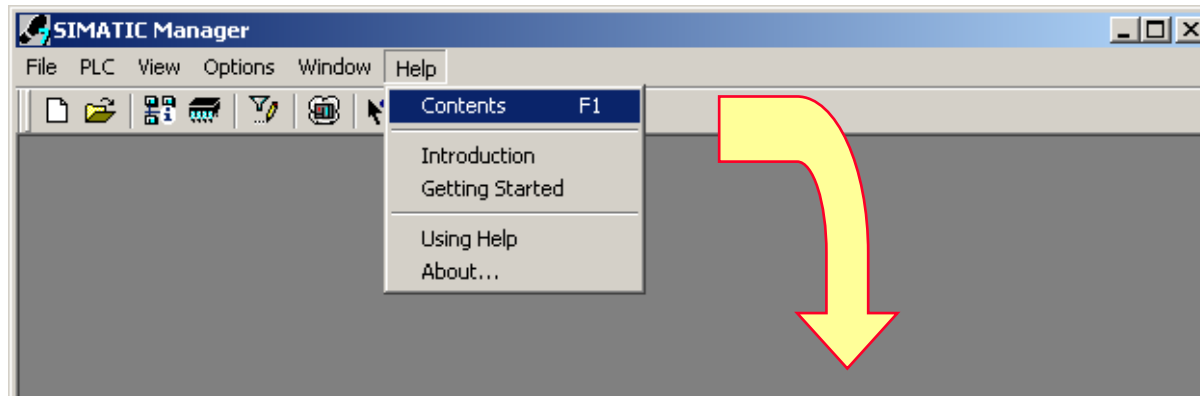 SIMATIC Manager
File PLC View Options Window Help
Contents F1
Introduction
Getting Started
Using Help
About...